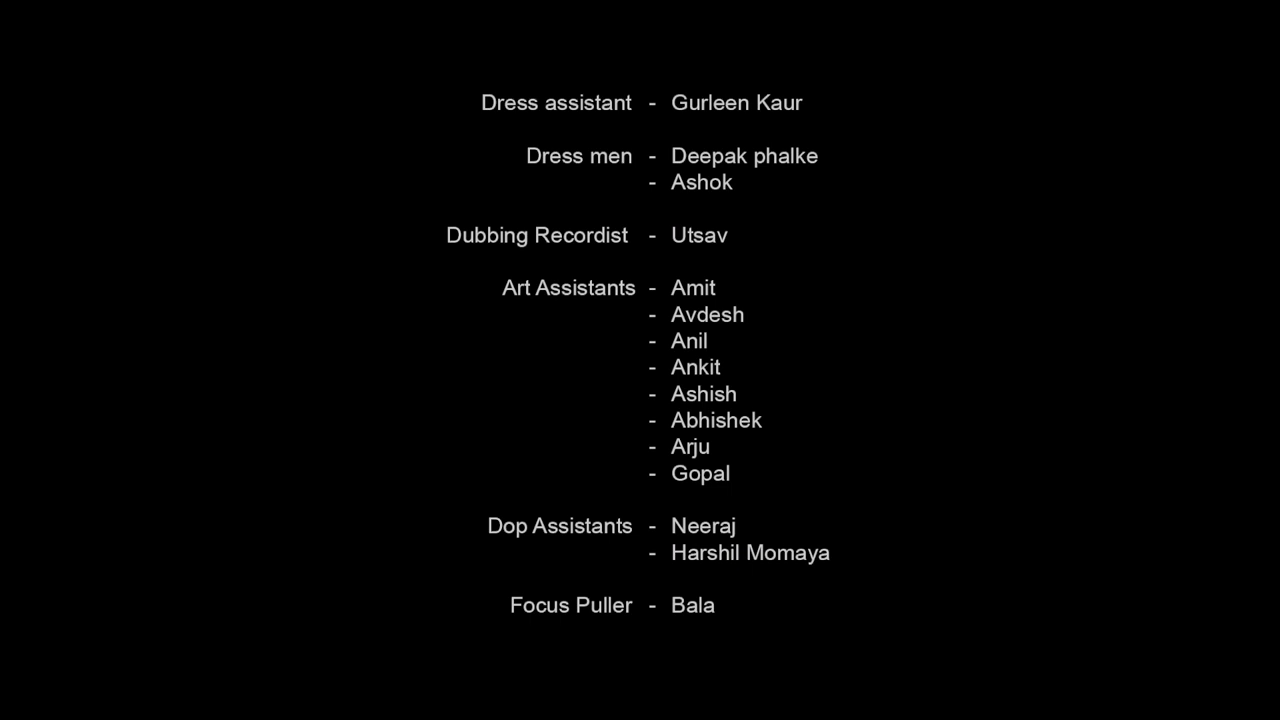 Dress assistant - Gurleen Kaur
Dress men - Deepak phalke
- Ashok
Dubbing Recordist - Utsav
Art Assistants - Amit
- Avdesh
- Anil
- Ankit
- Ashish
- Abhishek
- Arju
- Gopal
Dop Assistants - Neeraj
- Harshil Momaya
Focus Puller - Bala